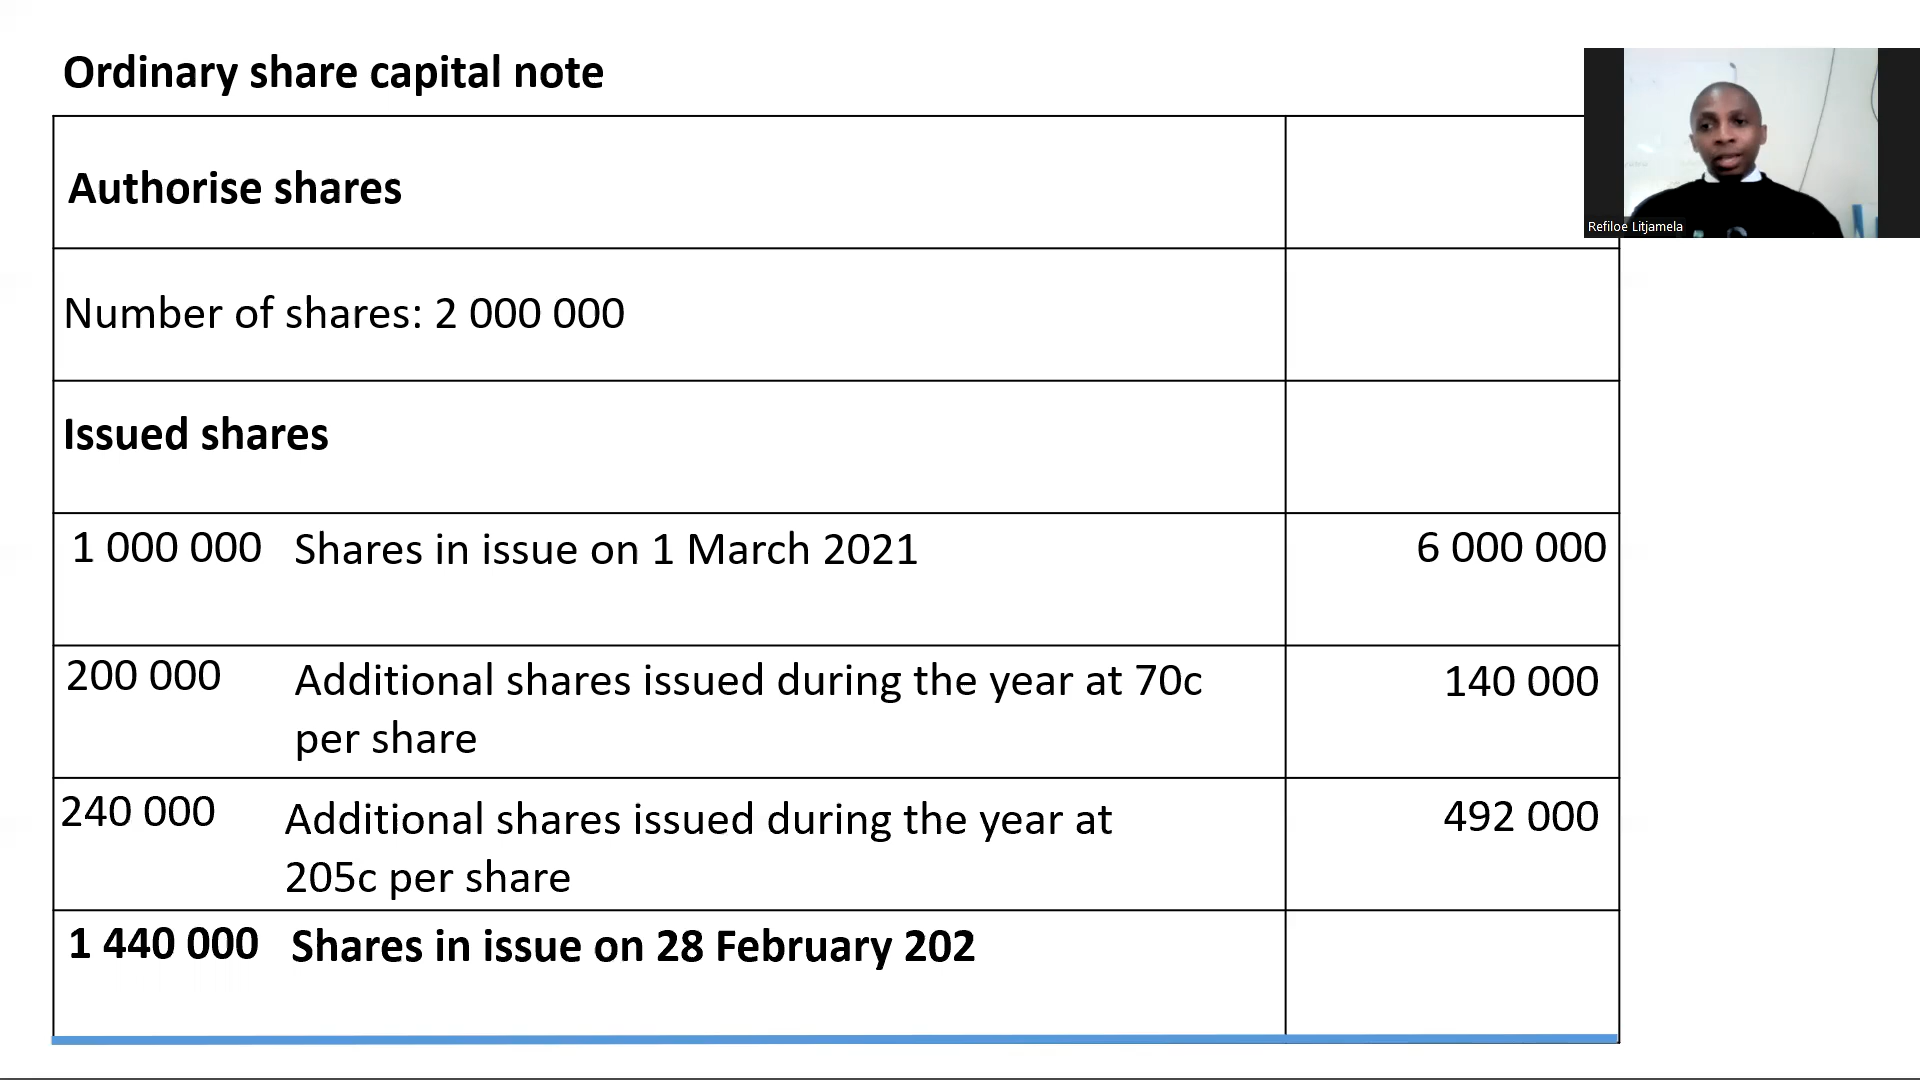 Ordinary share capital note
Authorise shares
Refiloe Litjamela
Number of shares: 2 000 000
Issued shares
1 000 000 Shares in issue on 1 March 2021 6 000 000
200 000 Additional shares issued during the year at 70c 140 000
per share
240 000 Additional shares issued during the year at 492 000
205c per share
1 440 000 Shares in issue on 28 February 202